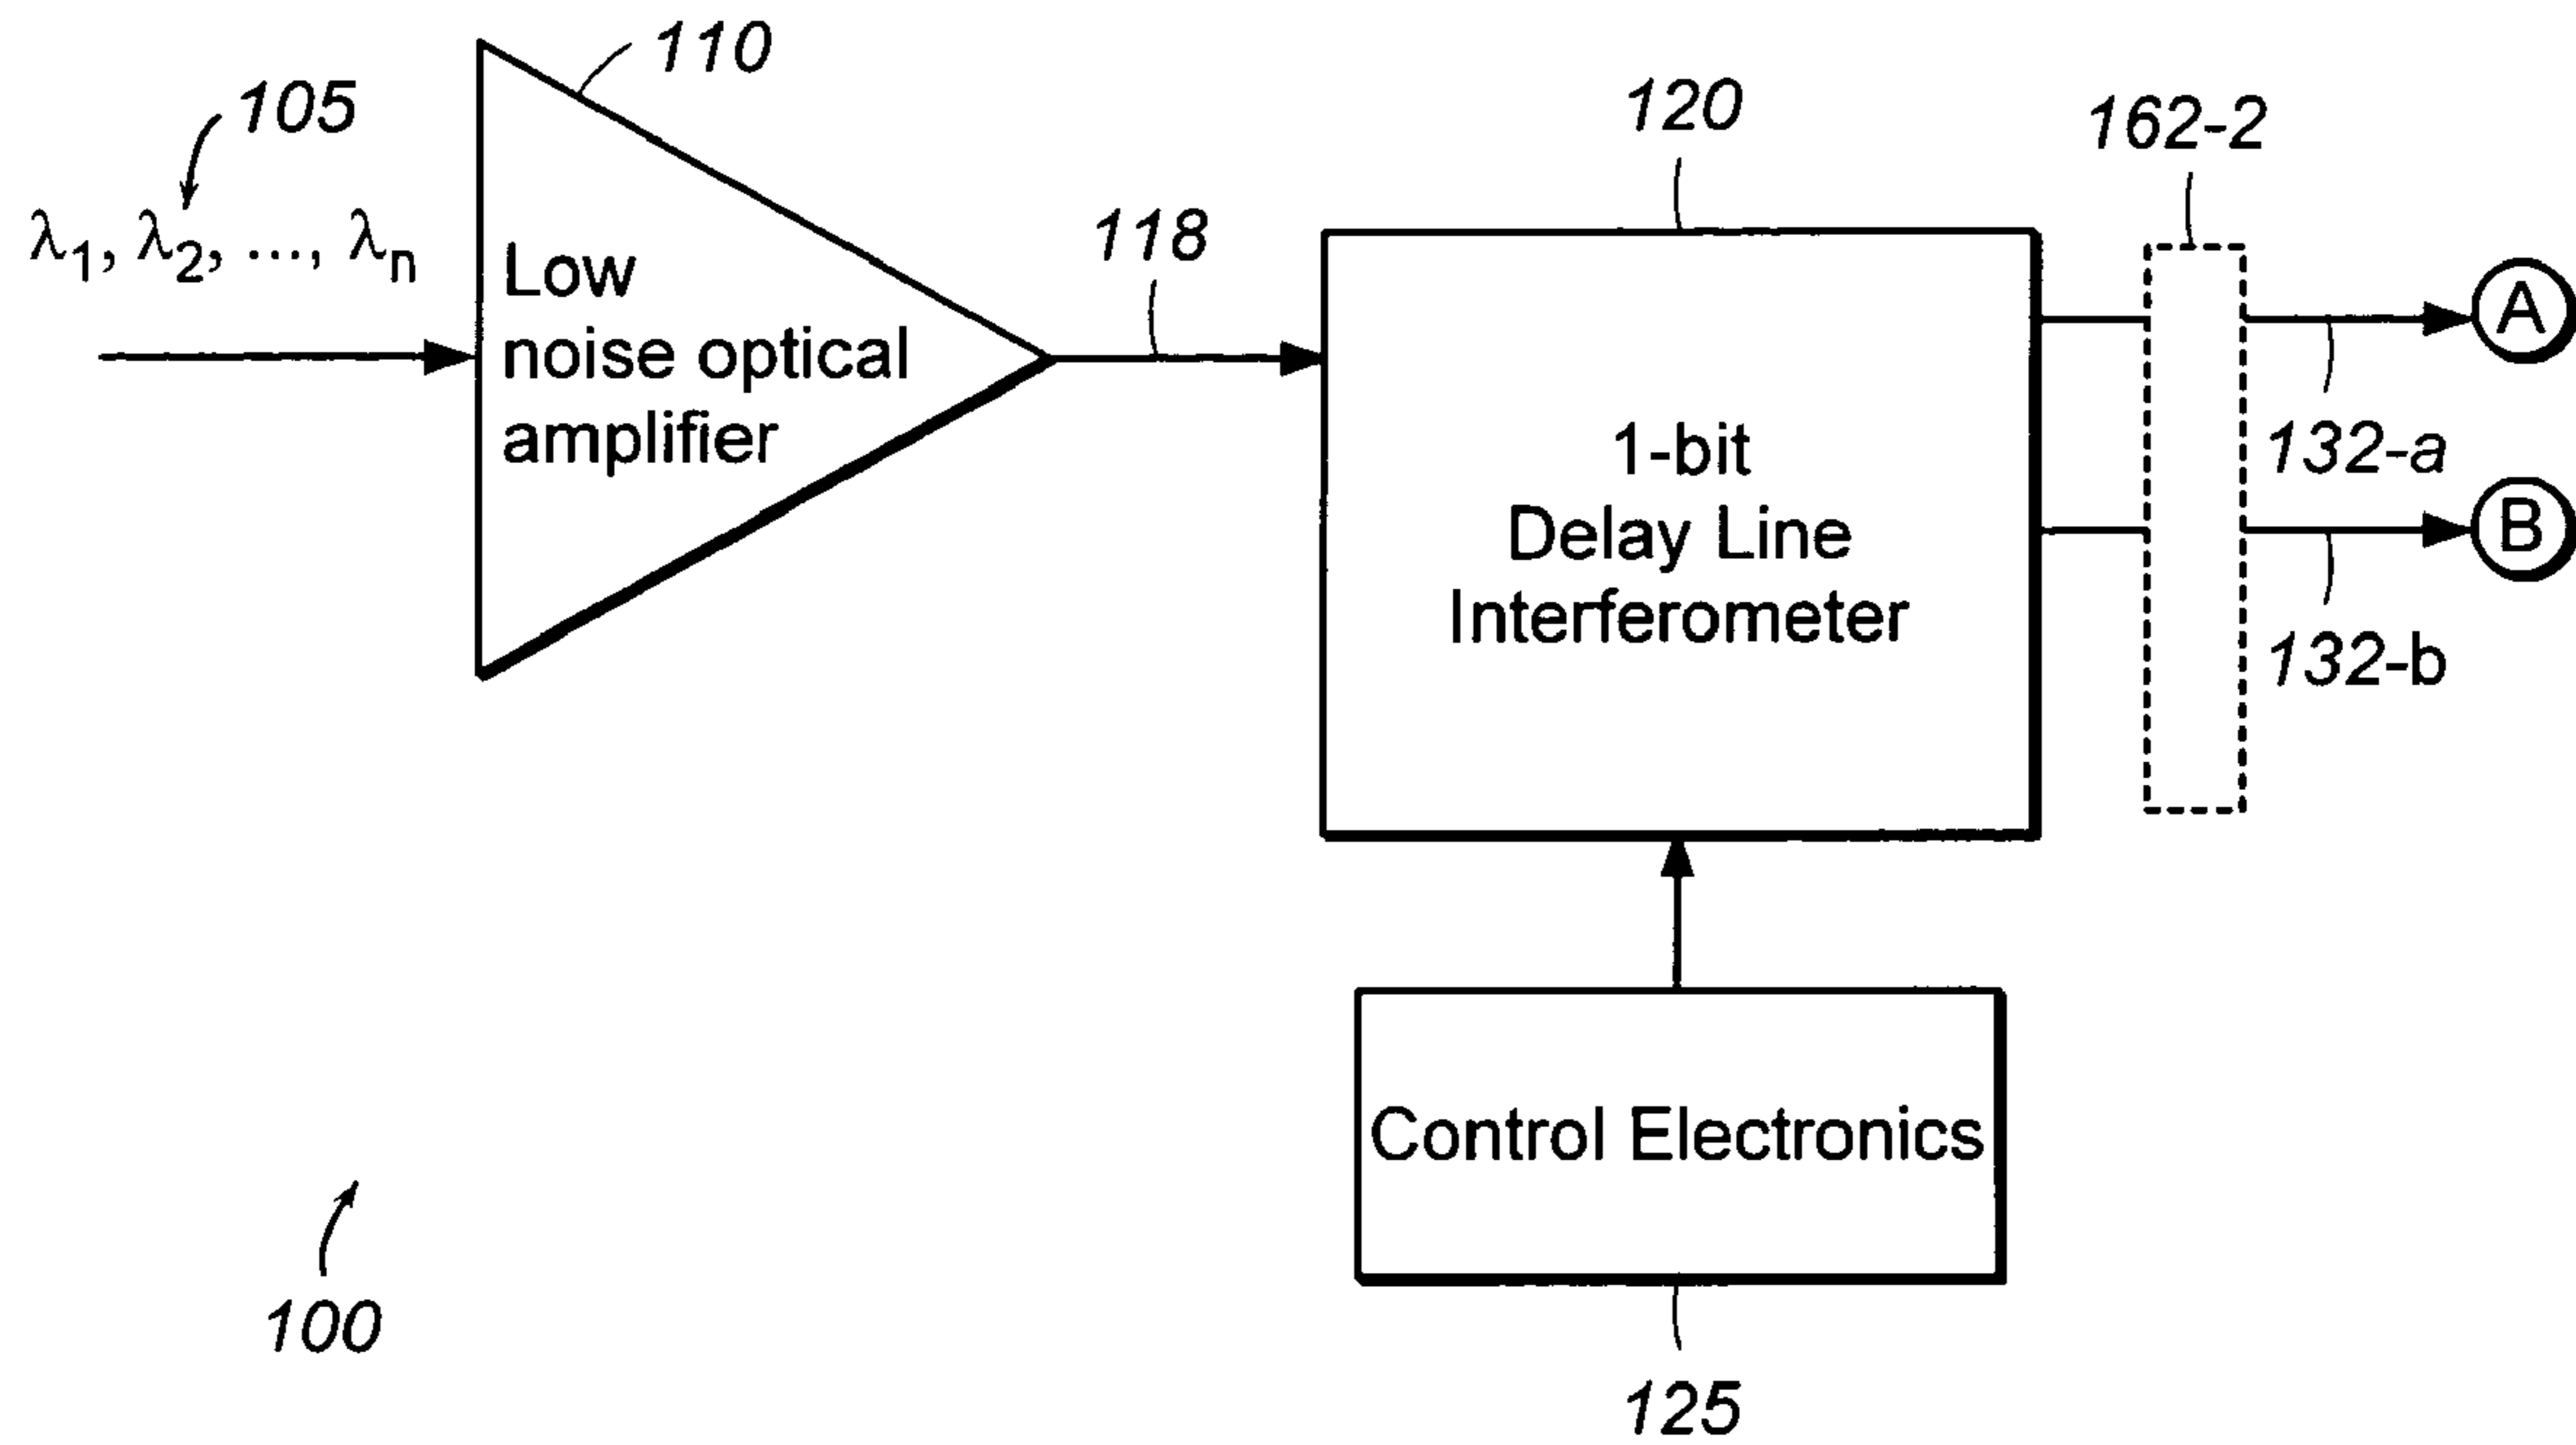 110
105
120
162-2
λ1, λ2, ..., λn
118
Low
noise optical
amplifier
A
1-bit
Delay Line
Interferometer
132-a
B
132-b
Control Electronics
100
125